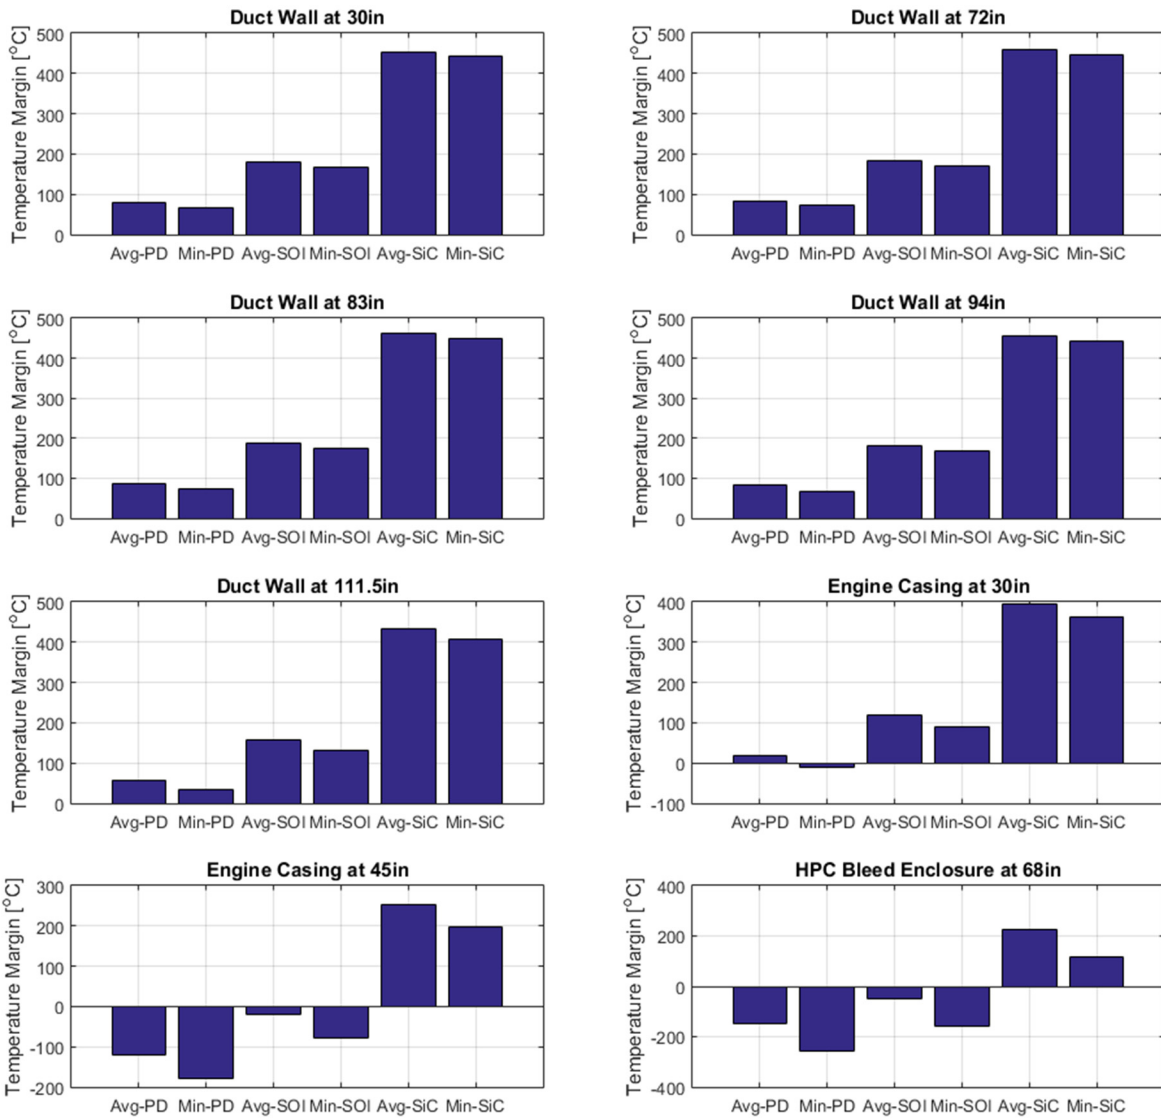 Duct Wall at 30in
Temperature Margin [°C]
500
400
300
200
100
0
Avg-PD Min-PD Avg-SOI Min-SOI Avg-SiC Min-SiC
Duct Wall at 72in
Temperature Margin [°C]
500
400
300
200
100
0
Avg-PD Min-PD Avg-SOI Min-SOI Avg-SiC Min-SiC
Duct Wall at 83in
Temperature Margin [°C]
500
400
300
200
100
0
Avg-PD Min-PD Avg-SOI Min-SOI Avg-SiC Min-SiC
Duct Wall at 94in
Temperature Margin [°C]
500
400
300
200
100
0
Avg-PD Min-PD Avg-SOI Min-SOI Avg-SiC Min-SiC
Duct Wall at 111.5in
Temperature Margin [°C]
500
400
300
200
100
0
Avg-PD Min-PD Avg-SOI Min-SOI Avg-SiC Min-SiC
Engine Casing at 30in
Temperature Margin [°C]
400
300
200
100
0
-100
Avg-PD Min-PD Avg-SOI Min-SOI Avg-SiC Min-SiC
Engine Casing at 45in
Temperature Margin [°C]
300
200
100
0
-100
-200
Avg-PD Min-PD Avg-SOI Min-SOI Avg-SiC Min-SiC
HPC Bleed Enclosure at 68in
Temperature Margin [°C]
400
200
0
-200
-400
Avg-PD Min-PD Avg-SOI Min-SOI Avg-SiC Min-SiC